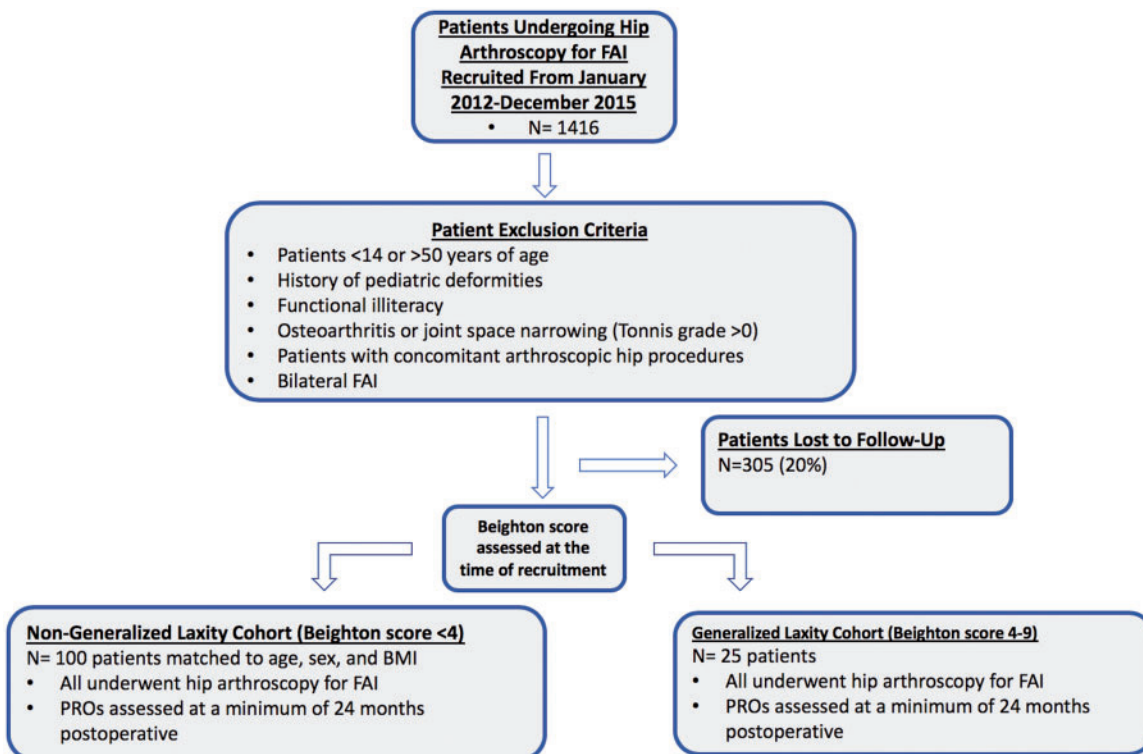 Patients Undergoing Hip
Arthroscopy for FAI
Recruited From January
2012-December 2015
• N= 1416
Patient Exclusion Criteria
• Patients <14 or >50 years of age
• History of pediatric deformities
• Functional illiteracy
• Osteoarthritis or joint space narrowing (Tonnis grade >0)
• Patients with concomitant arthroscopic hip procedures
• Bilateral FAI
Patients Lost to Follow-Up
N=305 (20%)
Beighton score
assessed at the
time of recruitment
Non-Generalized Laxity Cohort (Beighton score <4)
N= 100 patients matched to age, sex, and BMI
• All underwent hip arthroscopy for FAI
• PROs assessed at a minimum of 24 months
postoperative
Generalized Laxity Cohort (Beighton score 4-9)
N= 25 patients
• All underwent hip arthroscopy for FAI
• PROs assessed at a minimum of 24 months
postoperative